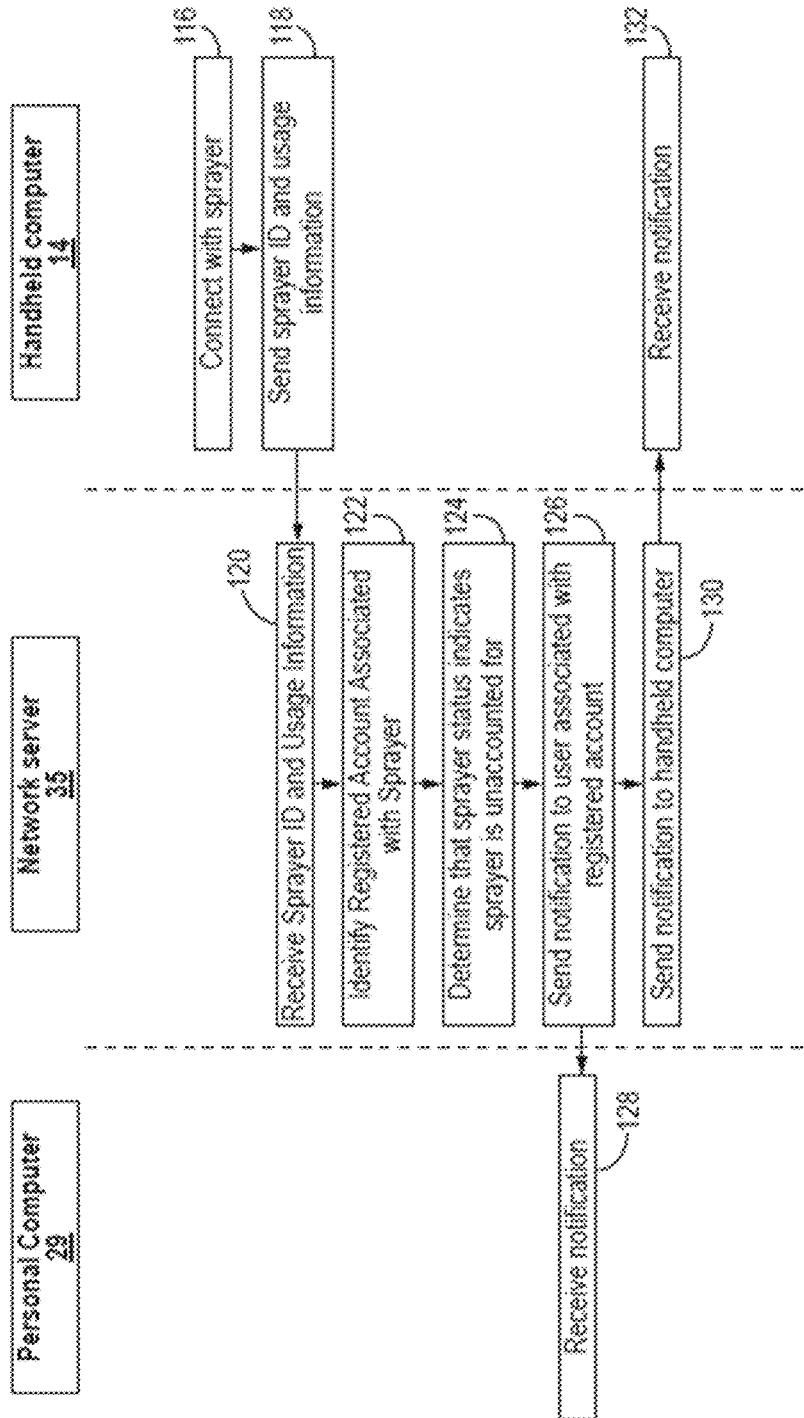 Personal Computer
29
Network server
35
Handheld computer
14
Connect with sprayer
116
Send sprayer ID and usage
information
118
Receive Sprayer ID and Usage Information
120
Identify Registered Account Associated
with Sprayer
122
Determine that sprayer status indicates
sprayer is unaccounted for
124
Send notification to user associated with
registered account
126
Receive notification
128
Send notification to handheld computer
130
Receive notification
132